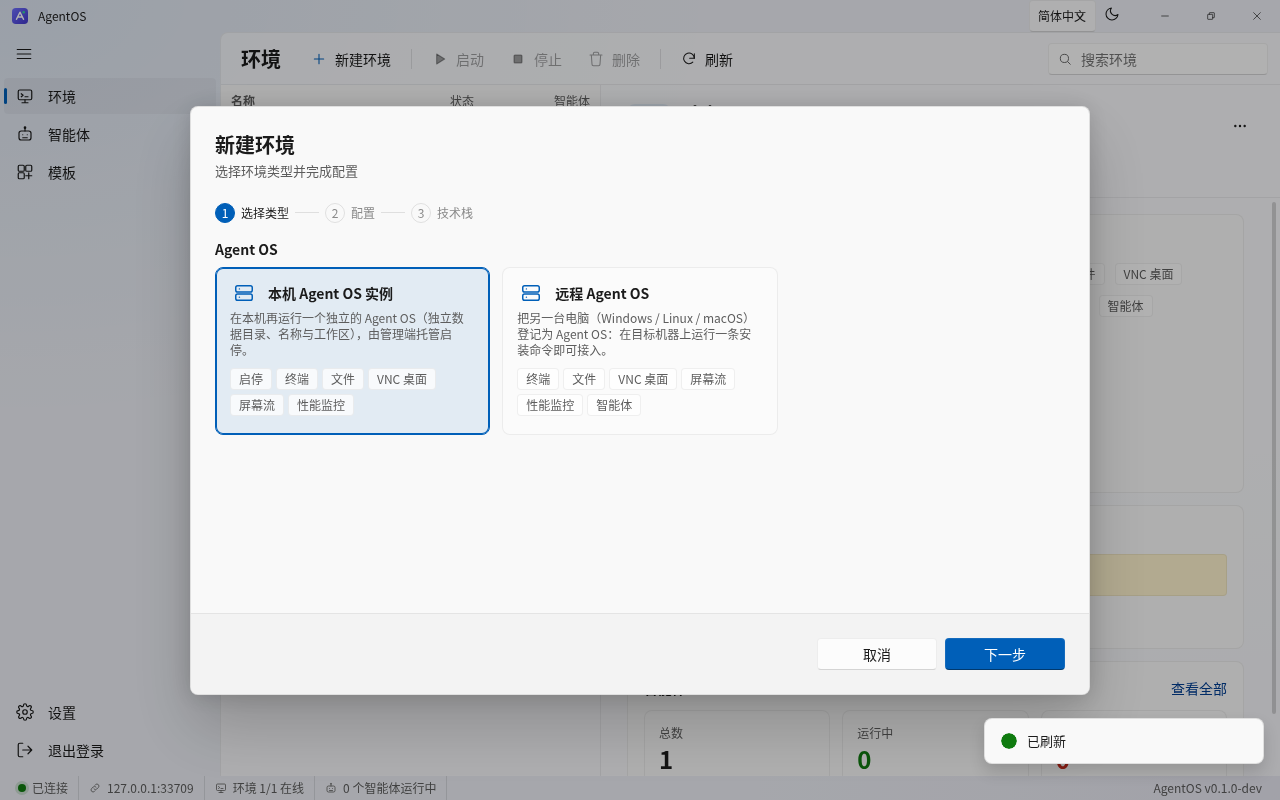 AgentOS
简体中文
环境
智能体
模板
设置
退出登录
环境
新建环境
启动
停止
删除
刷新
搜索环境
名称
状态
智能体
新建环境
选择环境类型并完成配置
1 选择类型
2 配置
3 技术栈
Agent OS
本机 Agent OS 实例
在本机再运行一个独立的 Agent OS（独立数
据目录、名称与工作区），由管理端托管启
停。
启停 终端 文件 VNC 桌面
屏幕流 性能监控
远程 Agent OS
把另一台电脑（Windows / Linux / macOS）
登记为 Agent OS：在目标机器上运行一条安
装命令即可接入。
终端 文件 VNC 桌面 屏幕流
性能监控 智能体
取消
下一步
VNC 桌面
智能体
查看全部
总数
1
运行中
0
已刷新
已连接
127.0.0.1:33709
环境 1/1 在线
0 个智能体运行中
AgentOS v0.1.0-dev